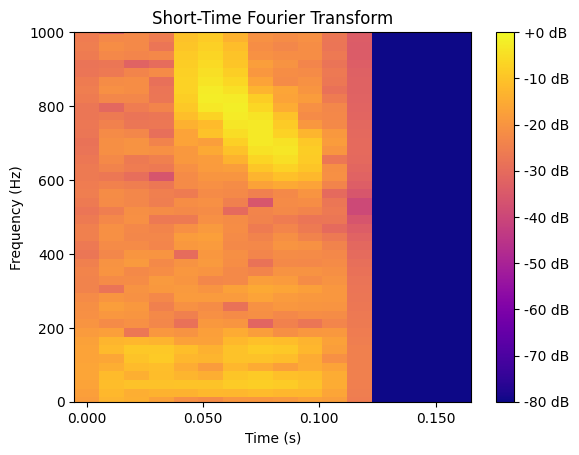 Short-Time Fourier Transform
1000
800
600
400
200
0
Frequency (Hz)
0.000
0.050
0.100
0.150
Time (s)
+0 dB
-10 dB
-20 dB
-30 dB
-40 dB
-50 dB
-60 dB
-70 dB
-80 dB